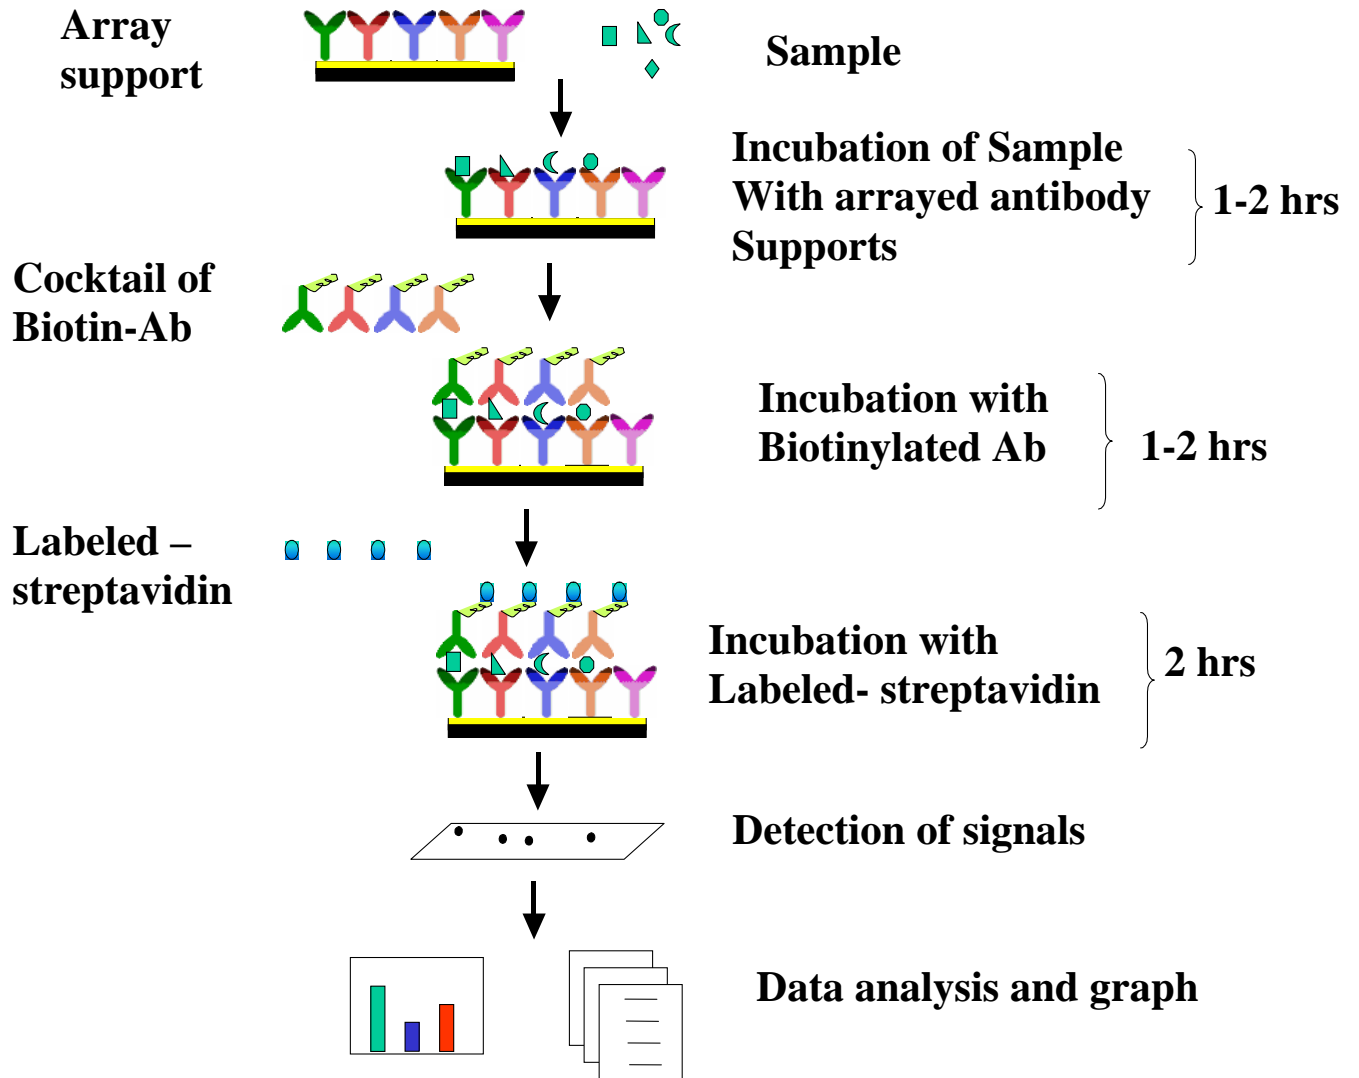 Array
support
Sample
Incubation of Sample
With arrayed antibody
Supports
1-2 hrs
Cocktail of
Biotin-Ab
Incubation with
Biotinylated Ab
1-2 hrs
Labeled –
streptavidin
Incubation with
Labeled- streptavidin
2 hrs
Detection of signals
Data analysis and graph